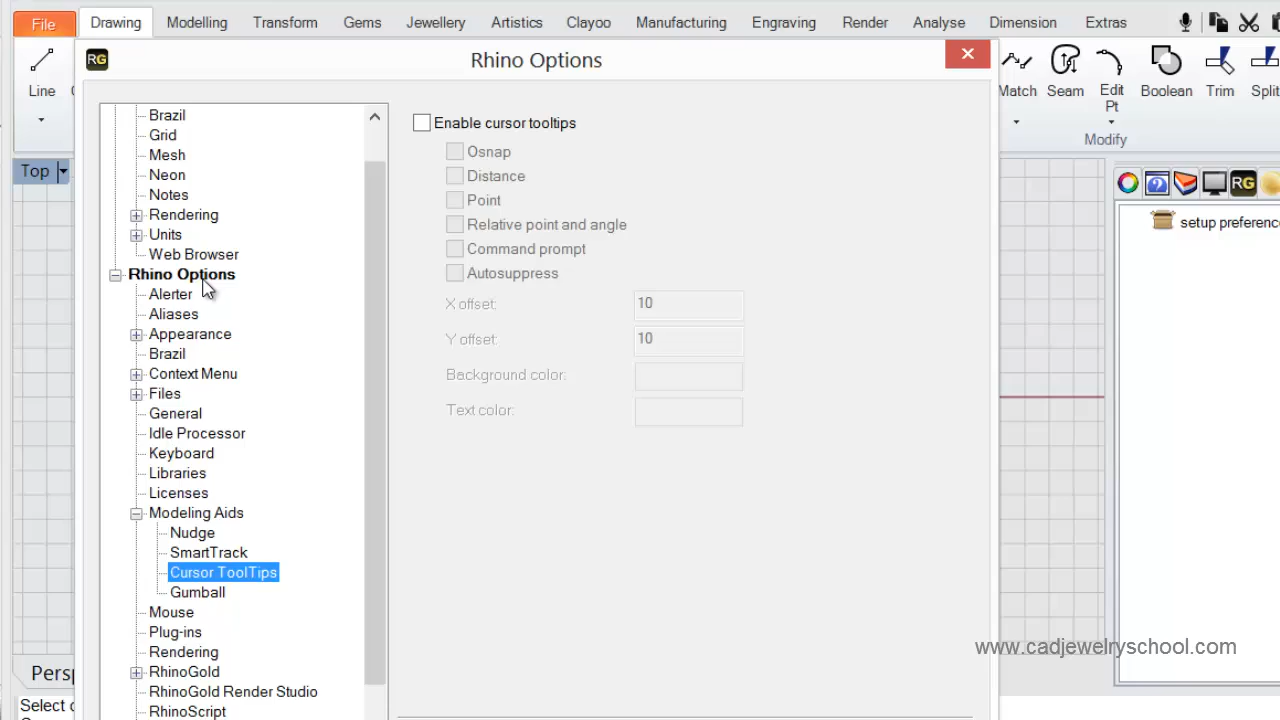 File Drawing Modelling Transform Gems Jewellery Artistics Clayoo Manufacturing Engraving Render Analyse Dimension Extras
RG Rhino Options
Line
Match Seam Edit Pt Boolean Trim Split
Modify
Top
Brazil
Grid
Mesh
Neon
Notes
Rendering
Units
Web Browser
Rhino Options
Alerter
Aliases
Appearance
Brazil
Context Menu
Files
General
Idle Processor
Keyboard
Libraries
Licenses
Modeling Aids
Nudge
SmartTrack
Cursor ToolTips
Gumball
Mouse
Plug-ins
Rendering
RhinoGold
RhinoGold Render Studio
RhinoScript
Enable cursor tooltips
Osnap
Distance
Point
Relative point and angle
Command prompt
Autosuppress
X offset: 10
Y offset: 10
Background color:
Text color:
RG
setup preference
www.cadjewelryschool.com
Persp
Select